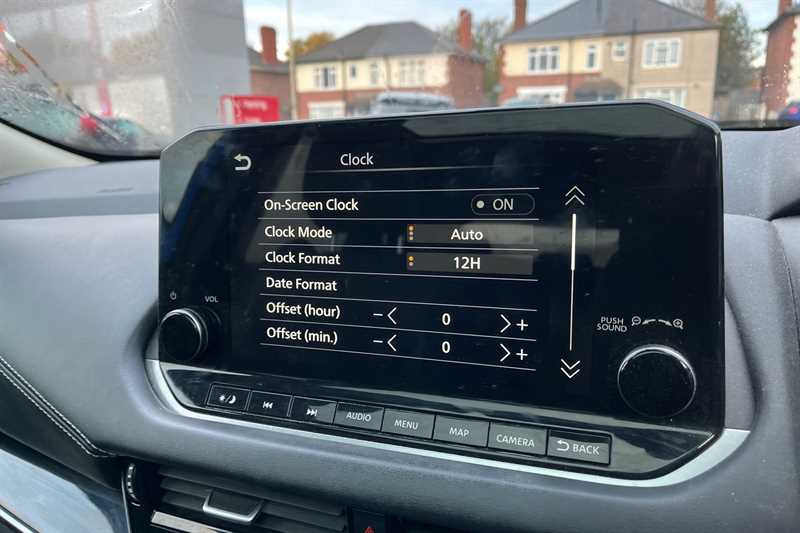 Clock
On-Screen Clock ON
Clock Mode Auto
Clock Format 12H
Date Format
Offset (hour) − < 0 > +
Offset (min.) − < 0 > +
VOL
PUSH
SOUND
AUDIO MENU MAP CAMERA BACK